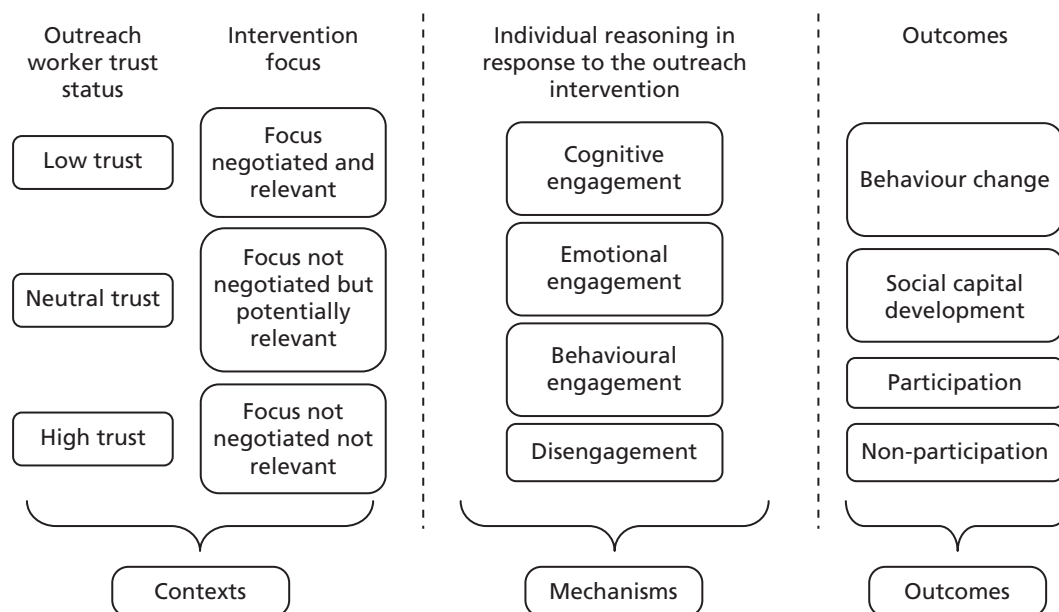 Outreach
worker trust
status
Intervention
focus
Individual reasoning in
response to the outreach
intervention
Outcomes
Low trust
Neutral trust
High trust
Focus
negotiated and
relevant
Focus not
negotiated but
potentially
relevant
Focus not
negotiated not
relevant
Cognitive
engagement
Emotional
engagement
Behavioural
engagement
Disengagement
Behaviour change
Social capital
development
Participation
Non-participation
Contexts
Mechanisms
Outcomes